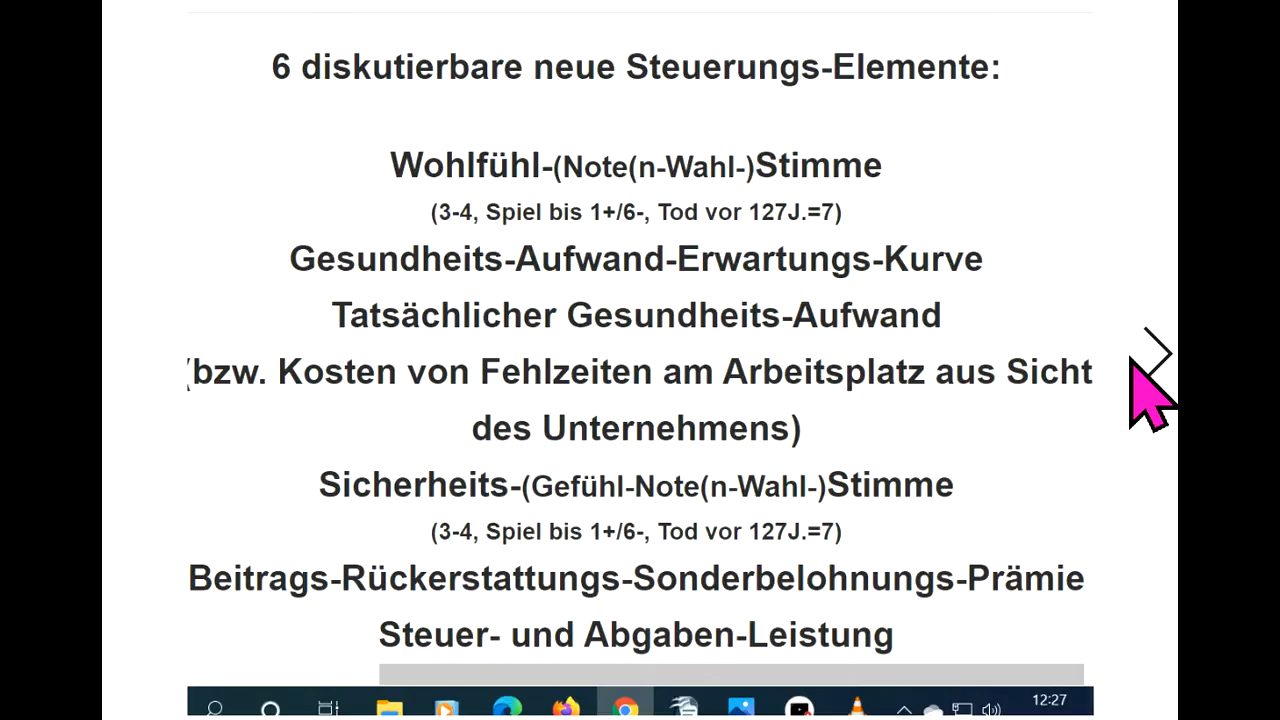 6 diskutierbare neue Steuerungs-Elemente:
Wohlfühl-(Note(n-Wahl-)Stimme
(3-4, Spiel bis 1+/6-, Tod vor 127J.=7)
Gesundheits-Aufwand-Erwartungs-Kurve
Tatsächlicher Gesundheits-Aufwand
(bzw. Kosten von Fehlzeiten am Arbeitsplatz aus Sicht
des Unternehmens)
Sicherheits-(Gefühl-Note(n-Wahl-)Stimme
(3-4, Spiel bis 1+/6-, Tod vor 127J.=7)
Beitrags-Rückerstattungs-Sonderbelohnungs-Prämie
Steuer- und Abgaben-Leistung
12:27